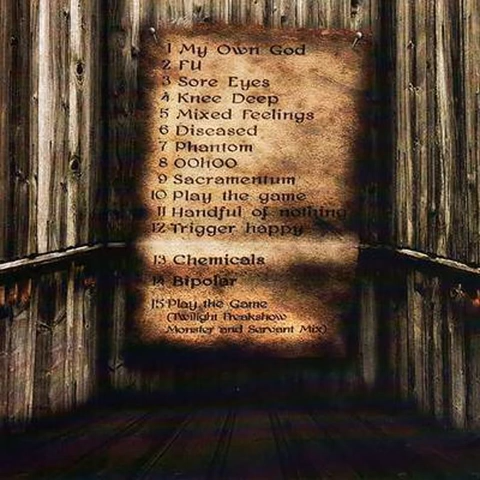 1 My Own God
2 FU
3 Sore Eyes
4 Knee Deep
5 Mixed Feelings
6 Diseased
7 Phantom
8 00h00
9 Sacramentum
10 Play the game
11 Handful of nothing
12 Trigger happy
13 Chemicals
14 Bipolar
15 Play the Game
(Twilight Freakshow
Monster and Servant Mix)